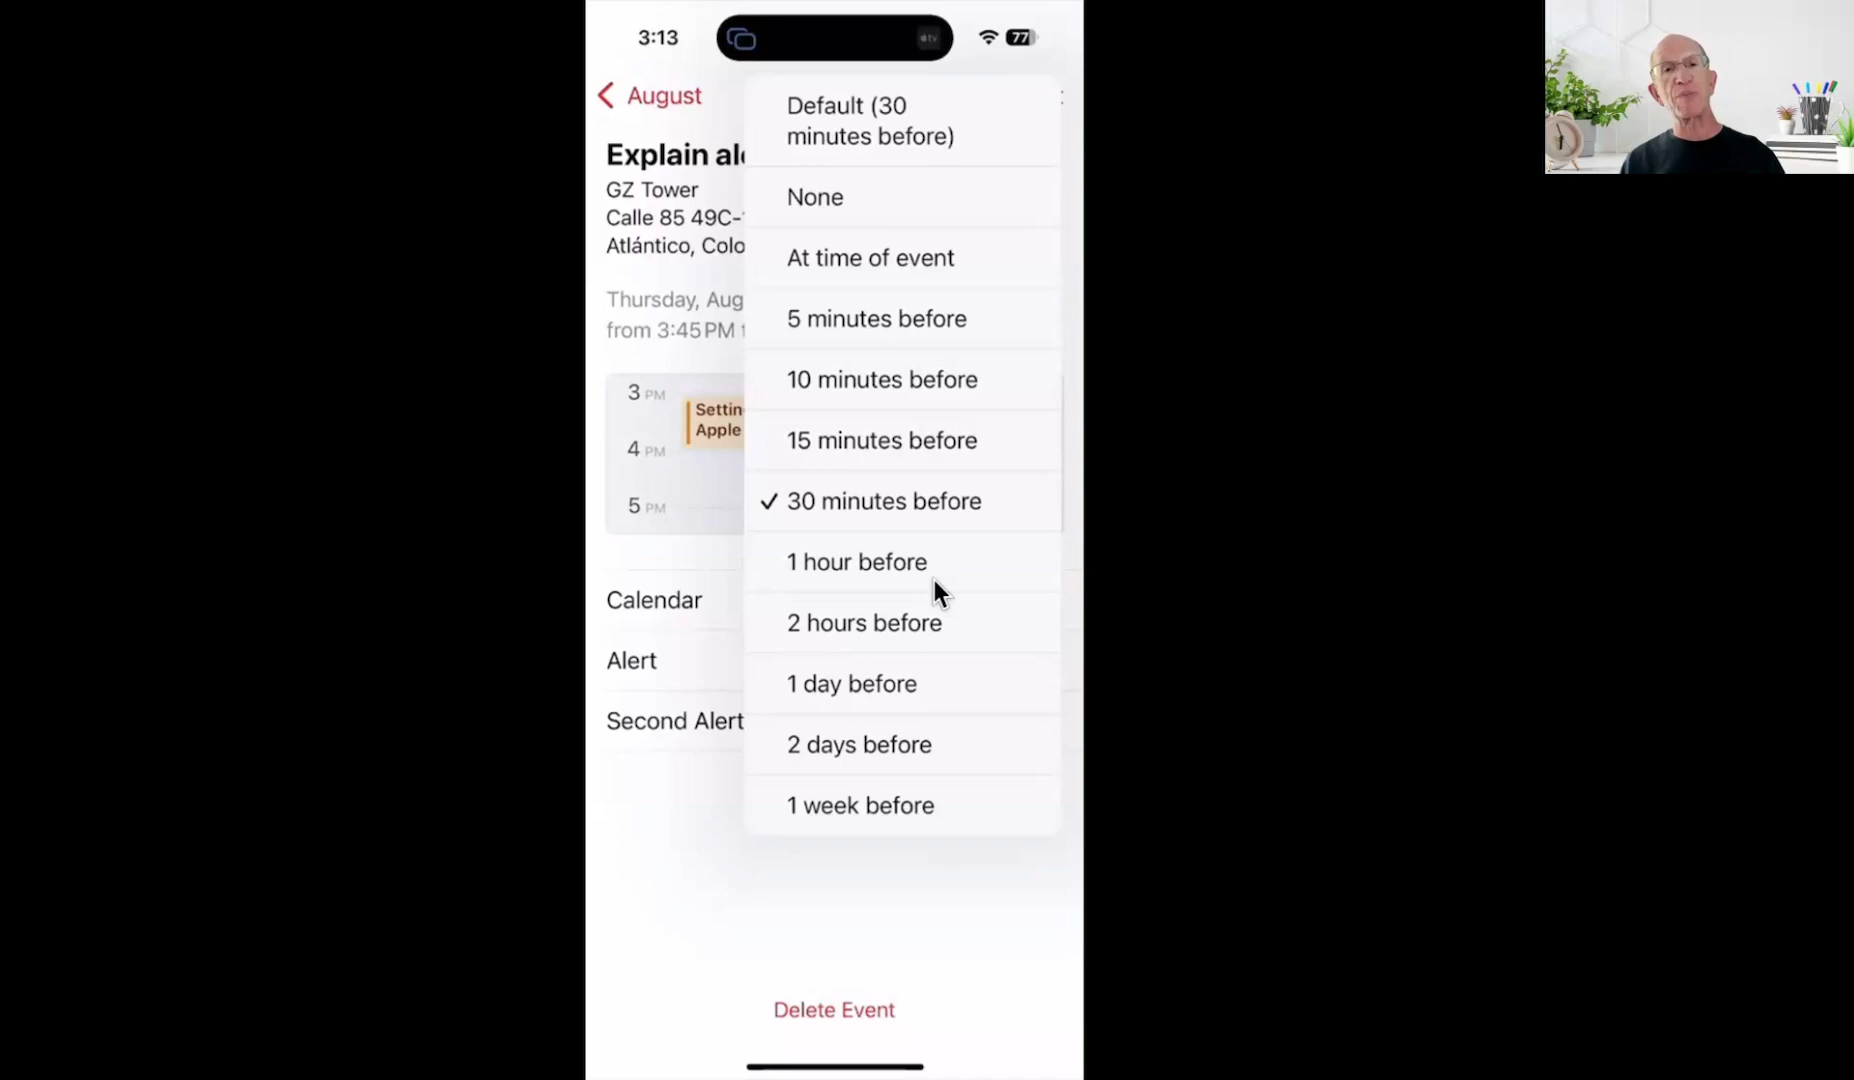 3:13
tv
77
August
Default (30
minutes before)
Explain al
GZ Tower
Calle 85 49C-
Atlántico, Colo
Thursday, Aug
from 3:45 PM
None
At time of event
5 minutes before
10 minutes before
15 minutes before
30 minutes before
1 hour before
2 hours before
1 day before
2 days before
1 week before
3 PM
4 PM
5 PM
Settin
Apple
Calendar
Alert
Second Alert
Delete Event